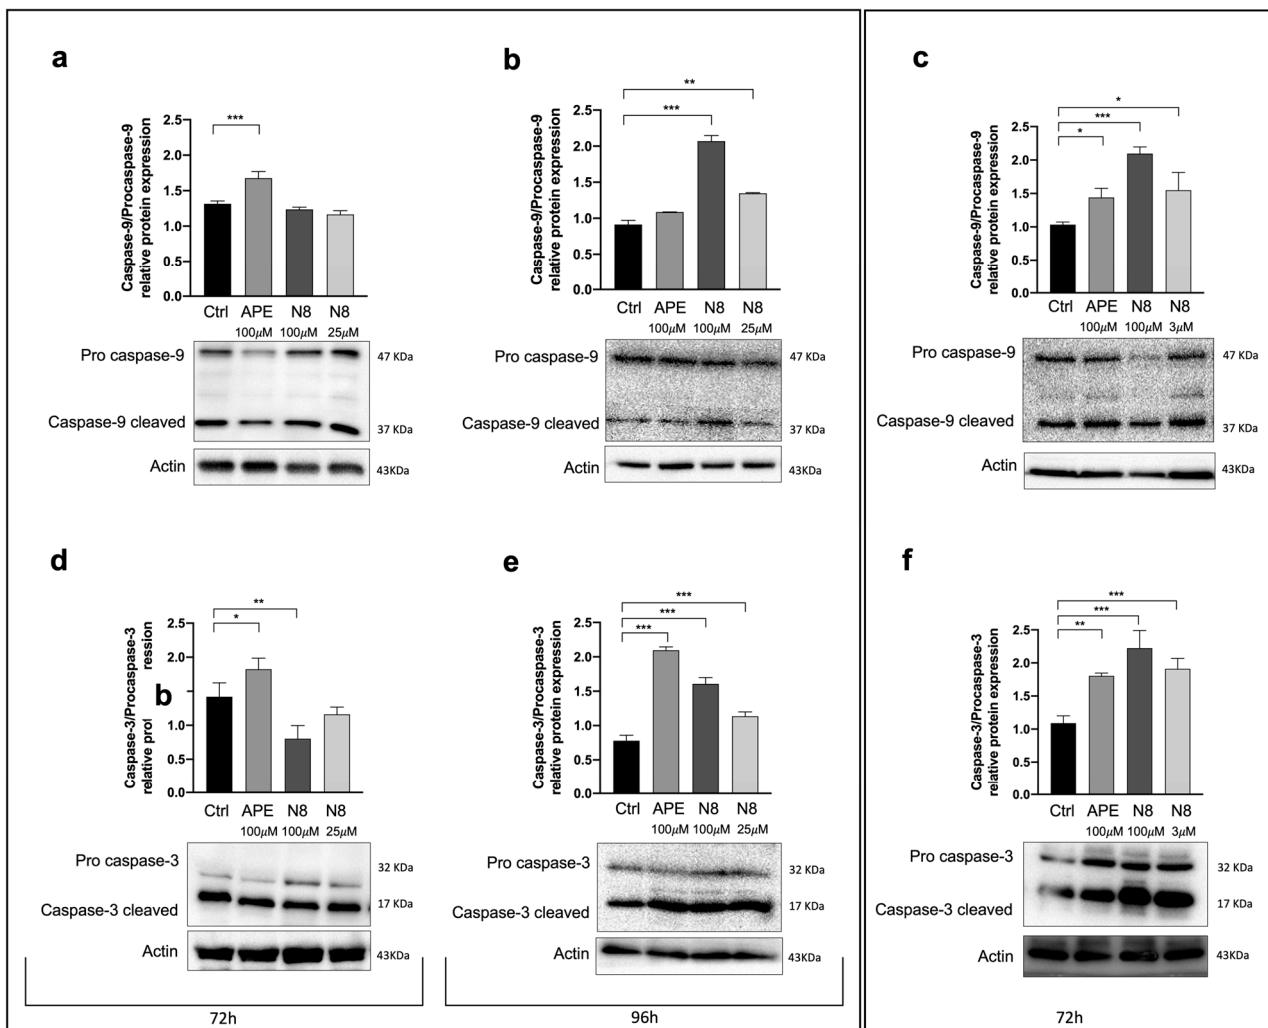 a
Caspase-9/Procaspase-9
relative protein expression
2.5
2.0
1.5
1.0
0.5
0.0
***
Ctrl APE N8 N8
100µM 100µM 25µM
Pro caspase-9
47 KDa
Caspase-9 cleaved
37 KDa
Actin
43KDa
b
Caspase-9/Procaspase-9
relative protein expression
2.5
2.0
1.5
1.0
0.5
0.0
**
***
Ctrl APE N8 N8
100µM 100µM 25µM
Pro caspase-9
47 KDa
Caspase-9 cleaved
37 KDa
Actin
43KDa
c
Caspase-9/Procaspase-9
relative protein expression
2.5
2.0
1.5
1.0
0.5
0.0
*
***
*
Ctrl APE N8 N8
100µM 100µM 3µM
Pro caspase-9
47 KDa
Caspase-9 cleaved
37 KDa
Actin
43KDa
d
Caspase-3/Procaspase-3
relative prol ression
b
2.5
2.0
1.5
1.0
0.5
0.0
**
*
Ctrl APE N8 N8
100µM 100µM 25µM
Pro caspase-3
32 KDa
Caspase-3 cleaved
17 KDa
Actin
43KDa
72h
e
Caspase-3/Procaspase-3
relative protein expression
2.5
2.0
1.5
1.0
0.5
0.0
***
***
***
Ctrl APE N8 N8
100µM 100µM 25µM
Pro caspase-3
32 KDa
Caspase-3 cleaved
17 KDa
Actin
43KDa
96h
f
Caspase-3/Procaspase-3
relative protein expression
2.5
2.0
1.5
1.0
0.5
0.0
***
***
**
Ctrl APE N8 N8
100µM 100µM 3µM
Pro caspase-3
32 KDa
Caspase-3 cleaved
17 KDa
Actin
43KDa
72h